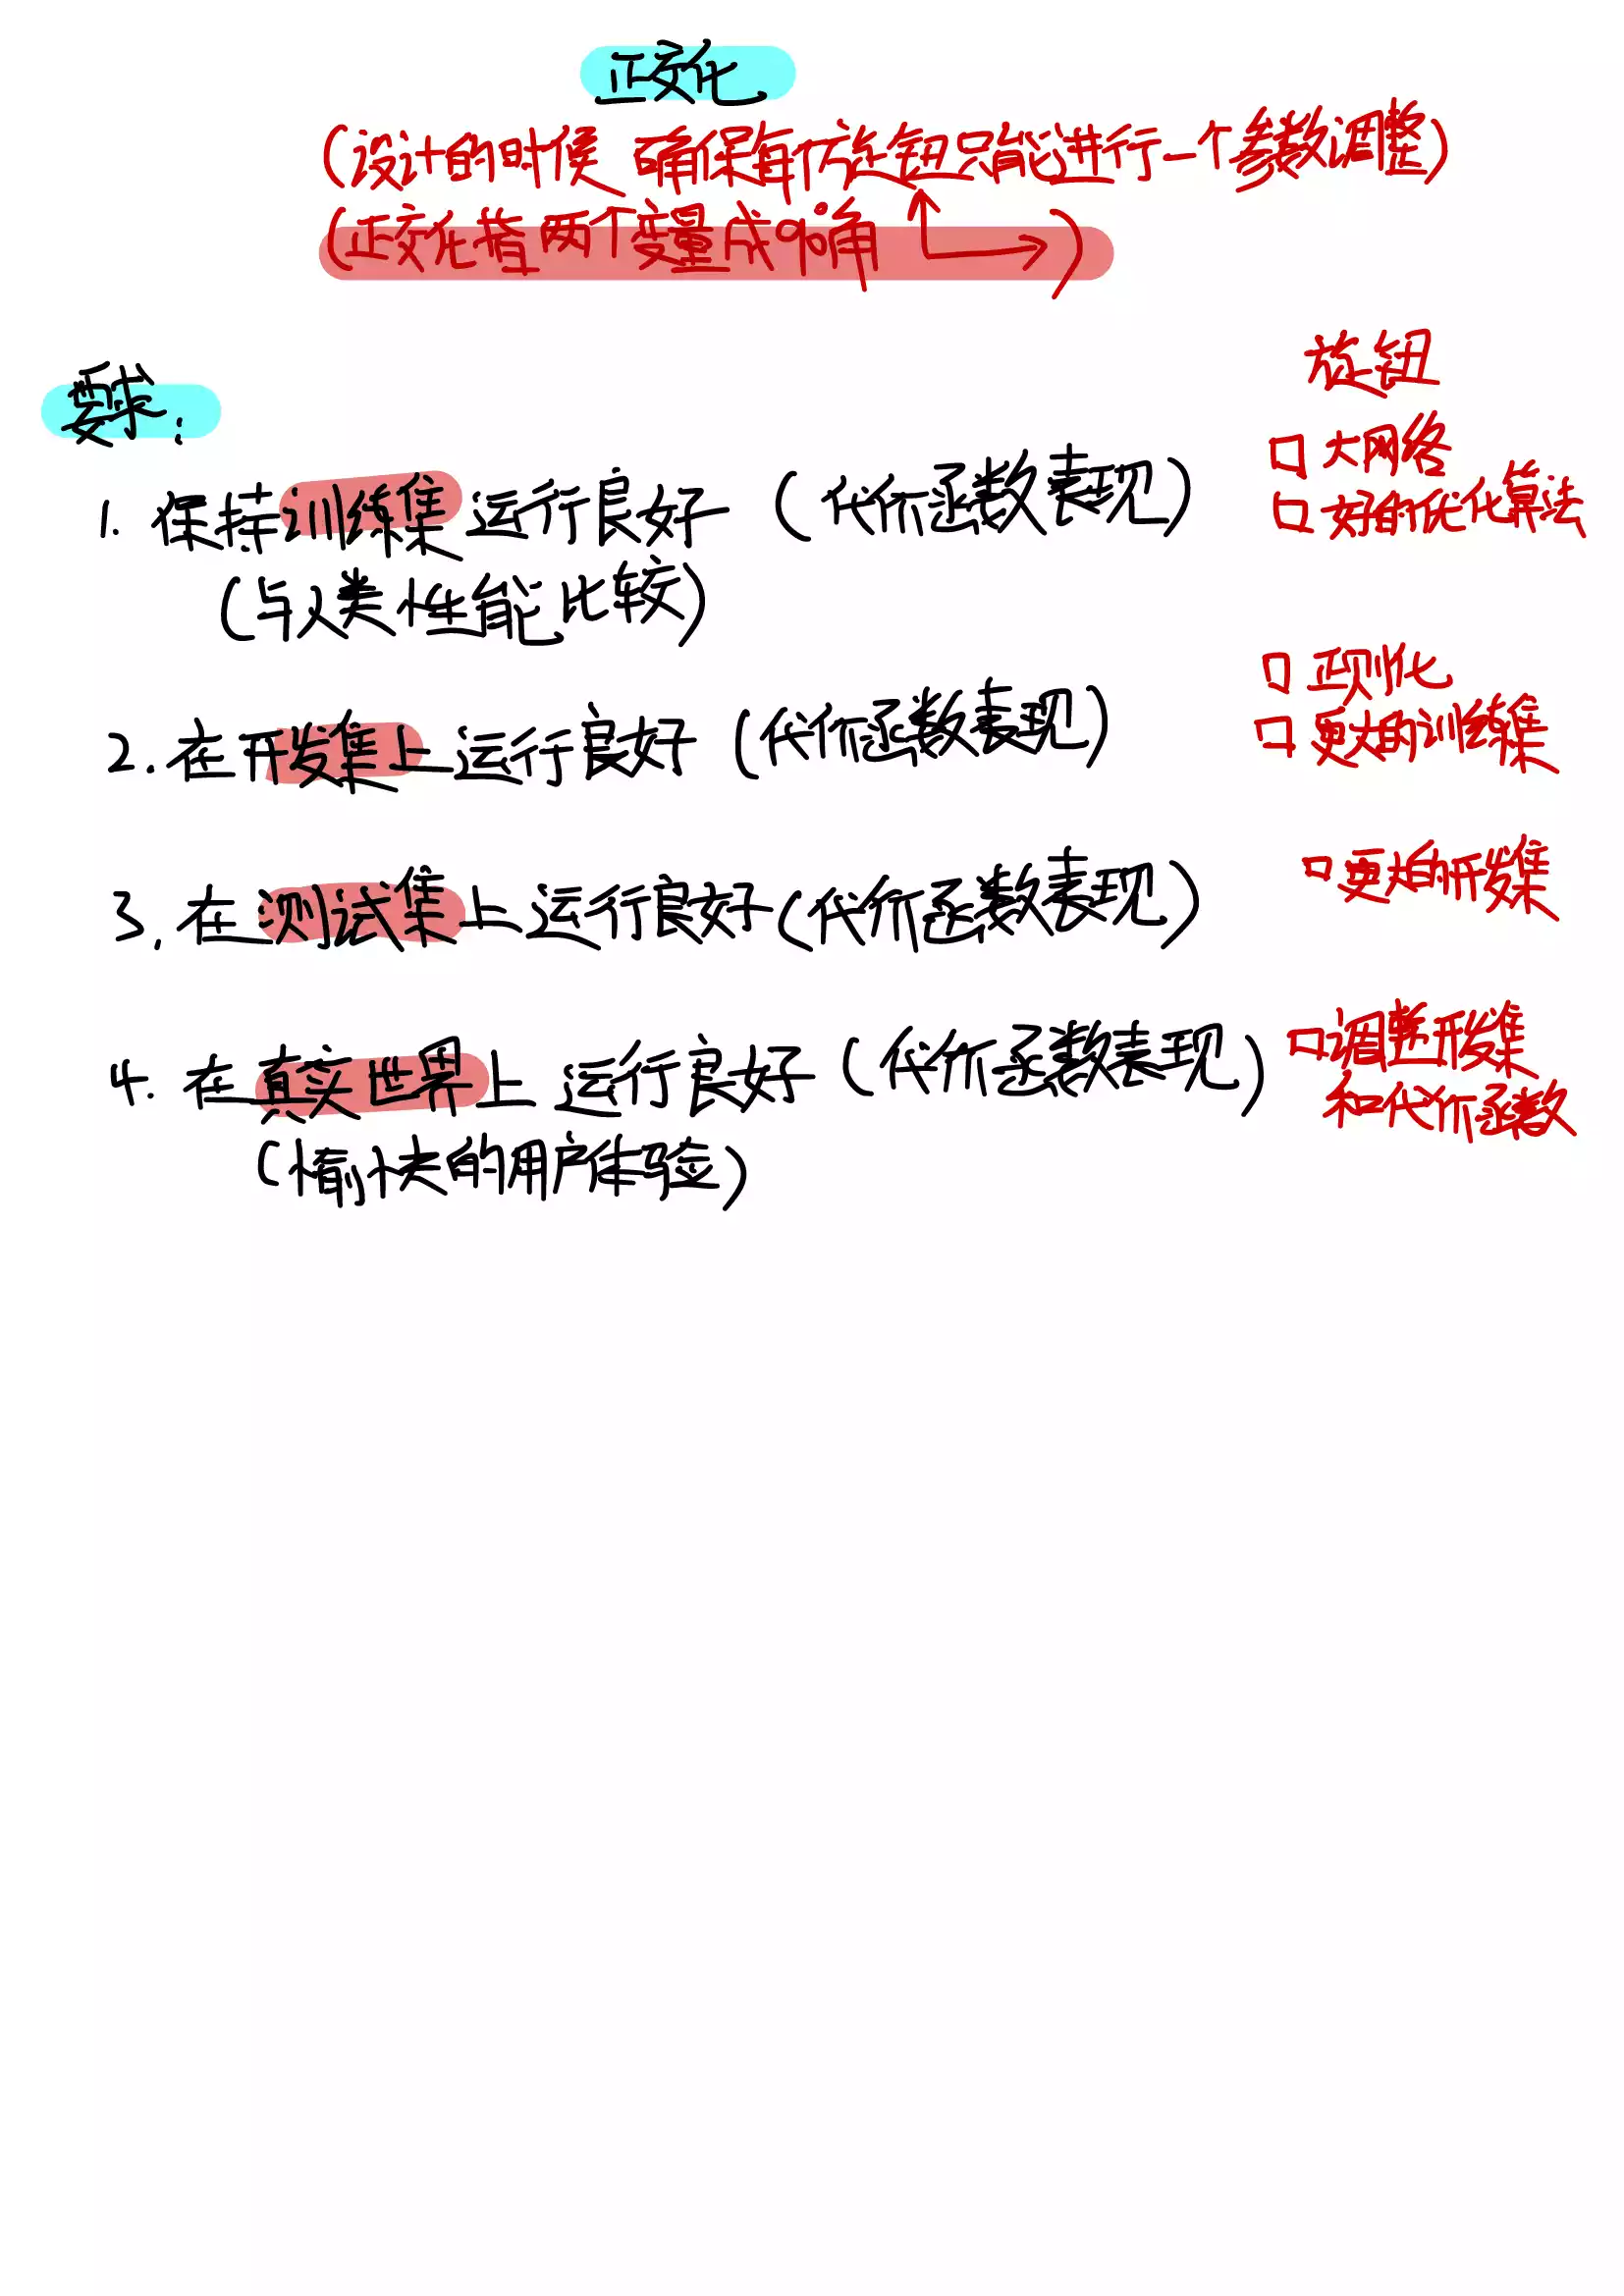 正交化
(设计的时候 确保每个旋钮只能进行一个参数调整)
(正交化指两个变量成90°角)
要求:
旋钮
1. 保持训练集运行良好 (代价函数表现)
(与人类性能比较)
□ 大网络
□ 好的优化算法
2. 在开发集上运行良好 (代价函数表现)
□ 正则化
□ 更大的训练集
3. 在测试集上运行良好 (代价函数表现)
□ 更大的开发集
4. 在真实世界上 运行良好 (代价函数表现)
(愉快的用户体验)
□ 调整开发集
和代价函数